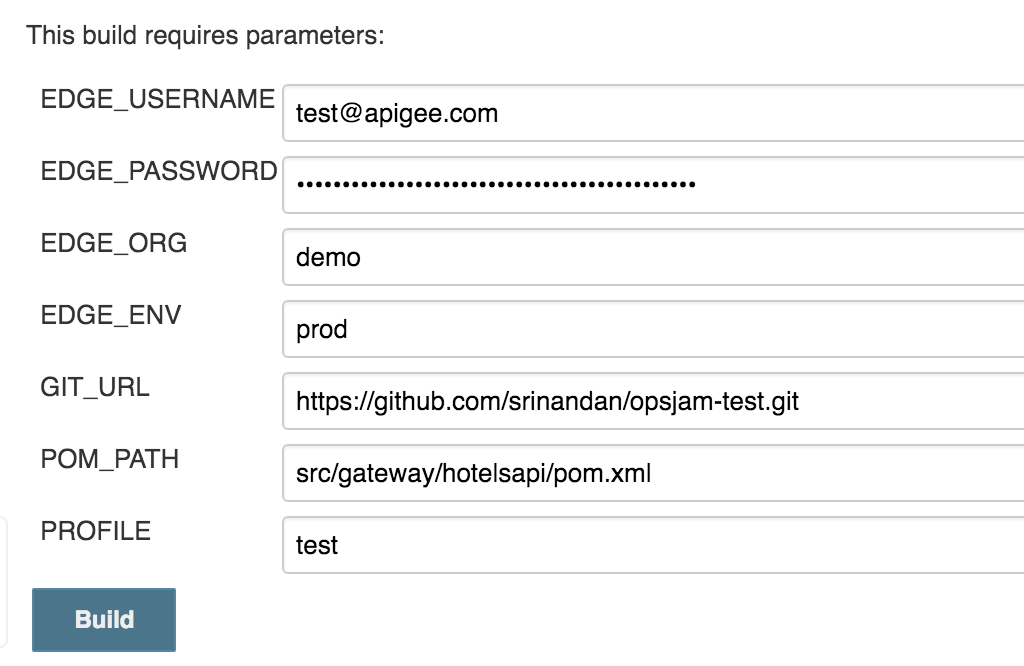 This build requires parameters:
EDGE_USERNAME test@apigee.com
EDGE_PASSWORD ••••••••••••••••••••••••••••••••••••••••••••
EDGE_ORG demo
EDGE_ENV prod
GIT_URL https://github.com/srinandan/opsjam-test.git
POM_PATH src/gateway/hotelsapi/pom.xml
PROFILE test
Build